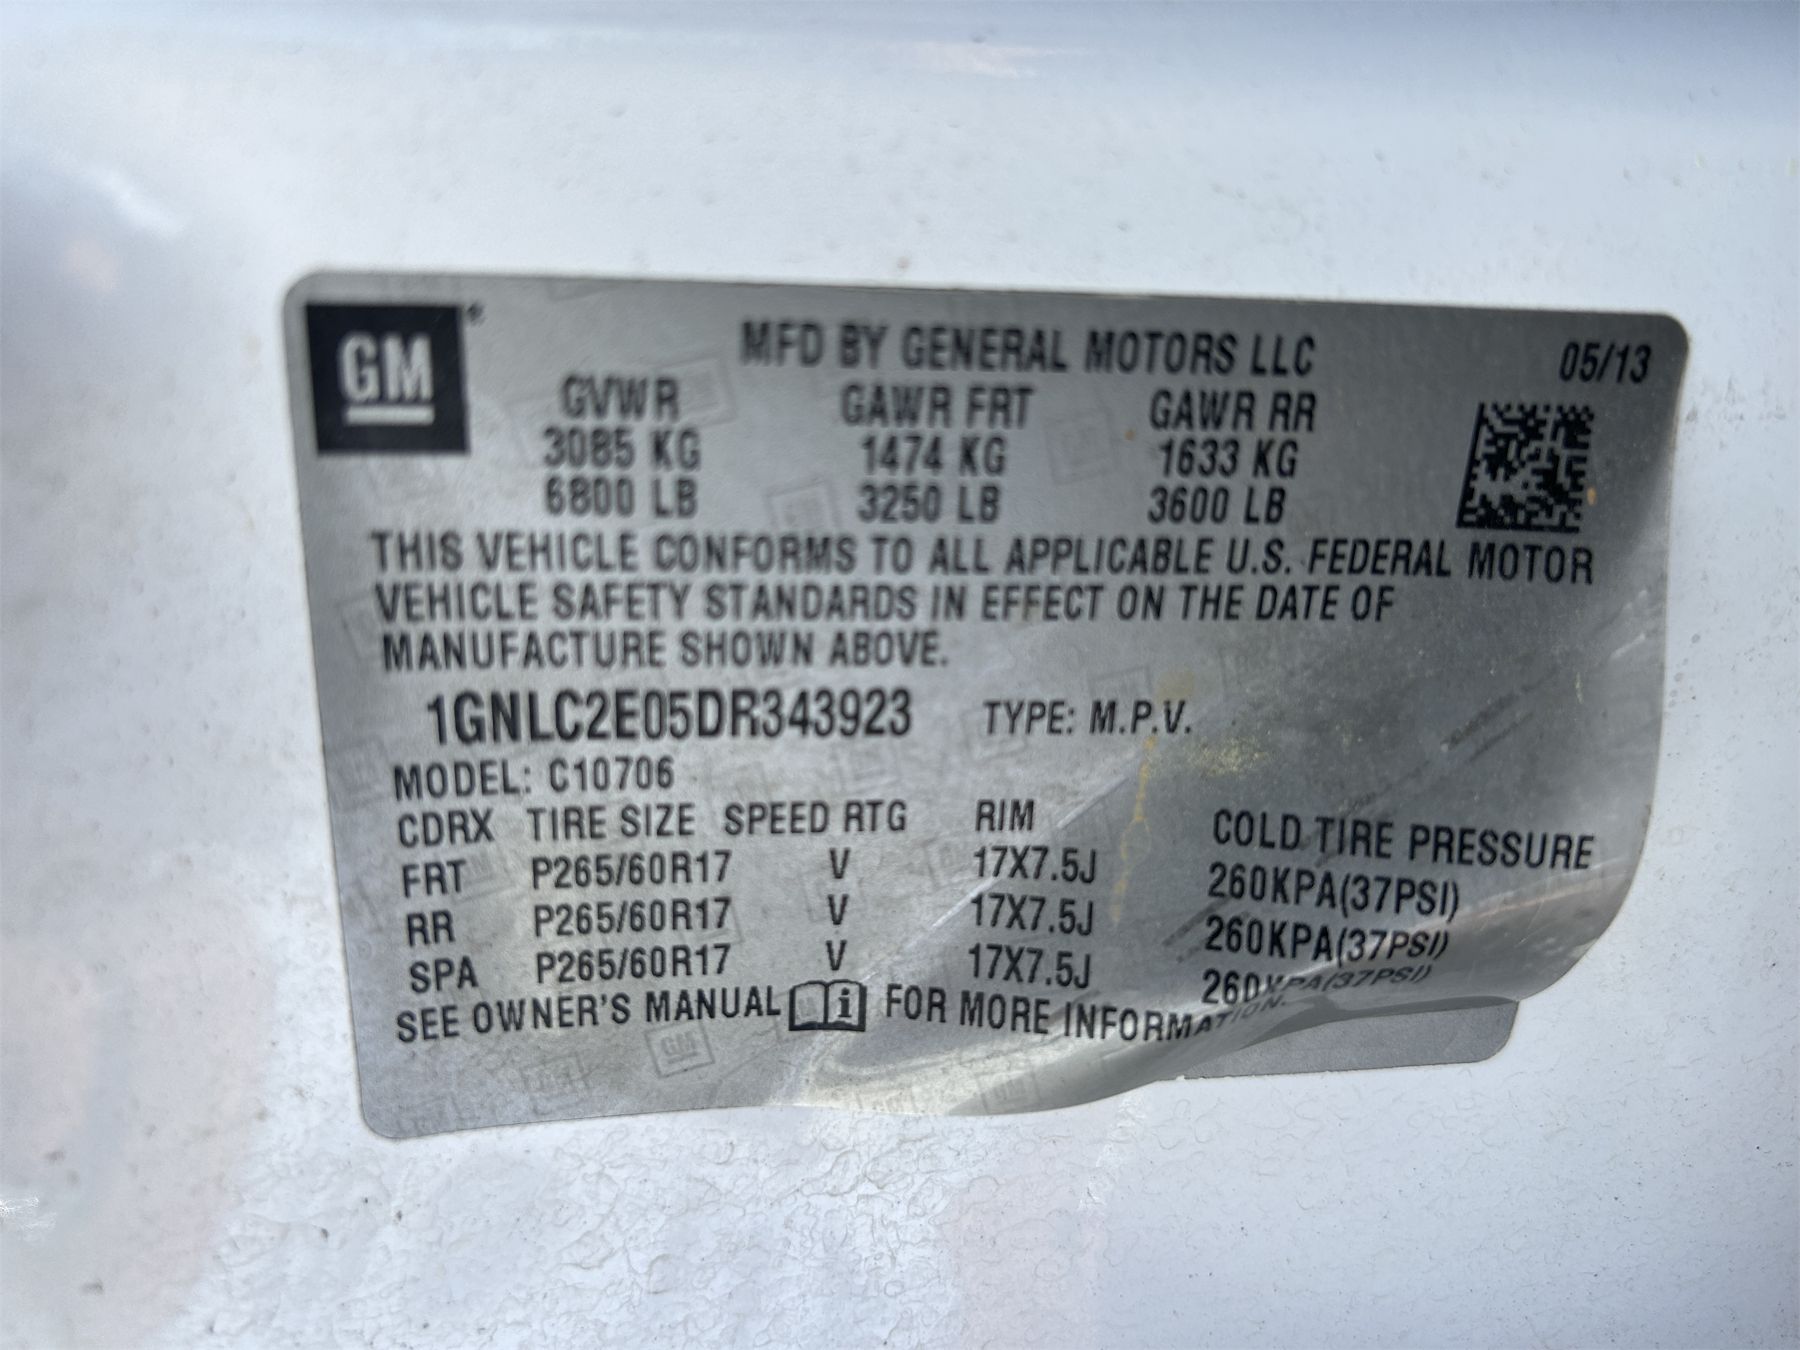 GM ®
MFD BY GENERAL MOTORS LLC 05/13
GVWR GAWR FRT GAWR RR
3085 KG 1474 KG 1633 KG
6800 LB 3250 LB 3600 LB
THIS VEHICLE CONFORMS TO ALL APPLICABLE U.S. FEDERAL MOTOR
VEHICLE SAFETY STANDARDS IN EFFECT ON THE DATE OF
MANUFACTURE SHOWN ABOVE.
1GNLC2E05DR343923 TYPE: M.P.V.
MODEL: C10706
CDRX TIRE SIZE SPEED RTG RIM COLD TIRE PRESSURE
FRT P265/60R17 V 17X7.5J 260KPA(37PSI)
RR P265/60R17 V 17X7.5J 260KPA(37PSI)
SPA P265/60R17 V 17X7.5J 260KPA(37PSI)
SEE OWNER'S MANUAL i FOR MORE INFORMATION.